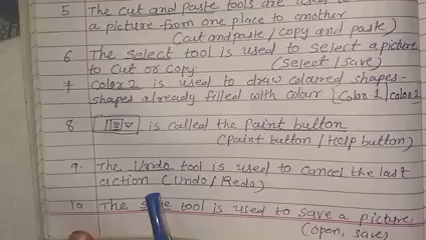 5. The cut and paste tools are used to
a picture from one place to another
(cut and paste / copy and paste)
6. The select tool is used to select a picture
to cut or copy. (select / save)
7 Color 2 is used to draw coloured shapes-
shapes already filled with colour (color 1 / color 2)
8 is called the paint button.
(Paint button / Help button)
9. The Undo tool is used to cancel the last
action (Undo / Redo)
10. The tool is used to save a picture.
(open, save)